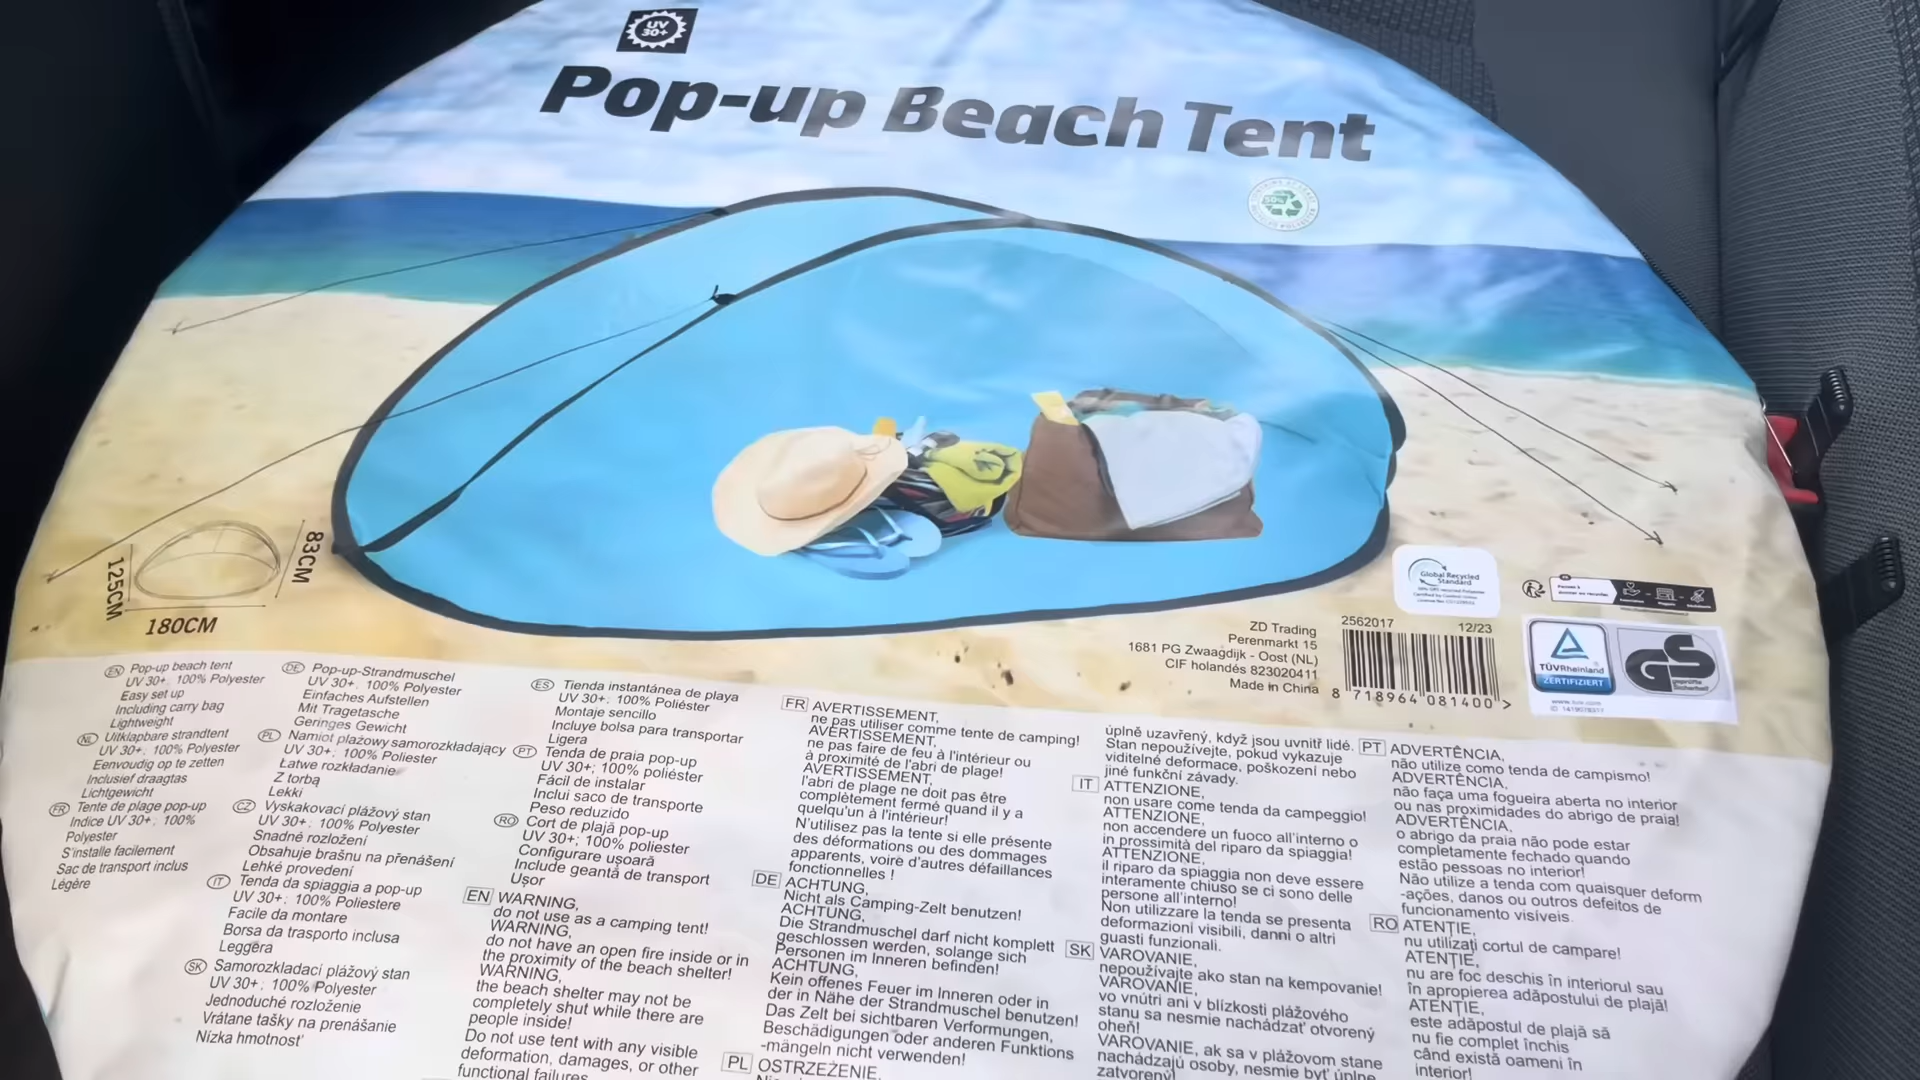 UV
30+
Pop-up Beach Tent
50%
125CM
83CM
180CM
Global Recycled
Standard
ZD Trading
Perenmarkt 15
1681 PG Zwaagdijk - Oost (NL)
CIF holandés 823020411
Made in China
2562017 12/23
8 718964 081400 >
TÜVRheinland
ZERTIFIZIERT
GS
geprüfte
Sicherheit
www.tuv.com
EN Pop-up beach tent
UV 30+. 100% Polyester
Easy set up
Including carry bag
Lightweight
NL Uitklapbare strandtent
UV 30+. 100% Polyester
Eenvoudig op te zetten
Inclusief draagtas
Lichtgewicht
FR Tente de plage pop-up
Indice UV 30+. 100%
Polyester
S'installe facilement
Sac de transport inclus
Légère
DE Pop-up-Strandmuschel
UV 30+. 100% Polyester
Einfaches Aufstellen
Mit Tragetasche
Geringes Gewicht
PL Namiot plażowy samorozkładający
UV 30+. 100% Poliester
Łatwe rozkładanie
Z torbą
Lekki
CZ Vyskakovací plážový stan
UV 30+. 100% Polyester
Snadné rozložení
Obsahuje brašnu na přenášení
Lehké provedení
IT Tenda da spiaggia a pop-up
UV 30+. 100% Poliestere
Facile da montare
Borsa da trasporto inclusa
Leggera
SK Samorozkladací plážový stan
UV 30+. 100% Polyester
Jednoduché rozloženie
Vrátane tašky na prenášanie
Nízka hmotnosť
ES Tienda instantánea de playa
UV 30+. 100% Poliéster
Montaje sencillo
Incluye bolsa para transportar
Ligera
PT Tenda de praia pop-up
UV 30+; 100% poliéster
Fácil de instalar
Inclui saco de transporte
Peso reduzido
RO Cort de plajă pop-up
UV 30+; 100% poliester
Configurare ușoară
Include geantă de transport
Ușor
EN WARNING,
do not use as a camping tent!
WARNING,
do not have an open fire inside or in
the proximity of the beach shelter!
WARNING,
the beach shelter may not be
completely shut while there are
people inside!
Do not use tent with any visible
deformation, damages, or other
functional failures
FR AVERTISSEMENT,
ne pas utiliser comme tente de camping!
AVERTISSEMENT,
ne pas faire de feu à l'intérieur ou
à proximité de l'abri de plage!
AVERTISSEMENT,
l'abri de plage ne doit pas être
complètement fermé quand il y a
quelqu'un à l'intérieur!
N'utilisez pas la tente si elle présente
des déformations ou des dommages
apparents, voire d'autres défaillances
fonctionnelles !
DE ACHTUNG,
Nicht als Camping-Zelt benutzen!
ACHTUNG,
Die Strandmuschel darf nicht komplett
geschlossen werden, solange sich
Personen im Inneren befinden!
ACHTUNG,
Kein offenes Feuer im Inneren oder in
der in Nähe der Strandmuschel benutzen!
Das Zelt bei sichtbaren Verformungen,
Beschädigungen oder anderen Funktions
-mängeln nicht verwenden!
PL OSTRZEŻENIE,
úplně uzavřený, když jsou uvnitř lidé.
Stan nepoužívejte, pokud vykazuje
viditelné deformace, poškození nebo
jiné funkční závady.
IT ATTENZIONE,
non usare come tenda da campeggio!
ATTENZIONE,
non accendere un fuoco all'interno o
in prossimità del riparo da spiaggia!
ATTENZIONE,
il riparo da spiaggia non deve essere
interamente chiuso se ci sono delle
persone all'interno!
Non utilizzare la tenda se presenta
deformazioni visibili, danni o altri
guasti funzionali.
SK VAROVANIE,
nepoužívajte ako stan na kempovanie!
VAROVANIE,
vo vnútri ani v blízkosti plážového
stanu sa nesmie nachádzať otvorený
oheň!
VAROVANIE, ak sa v plážovom stane
nachádzajú osoby, nesmie byť úplne
zatvorený!
PT ADVERTÊNCIA,
não utilize como tenda de campismo!
ADVERTÊNCIA,
não faça uma fogueira aberta no interior
ou nas proximidades do abrigo de praia!
ADVERTÊNCIA,
o abrigo da praia não pode estar
completamente fechado quando
estão pessoas no interior!
Não utilize a tenda com quaisquer deform
-ações, danos ou outros defeitos de
funcionamento visíveis.
RO ATENȚIE,
nu utilizați cortul de campare!
ATENȚIE,
nu are foc deschis în interiorul sau
în apropierea adăpostului de plajă!
ATENȚIE,
este adăpostul de plajă să
nu fie complet închis
când există oameni în
interior!